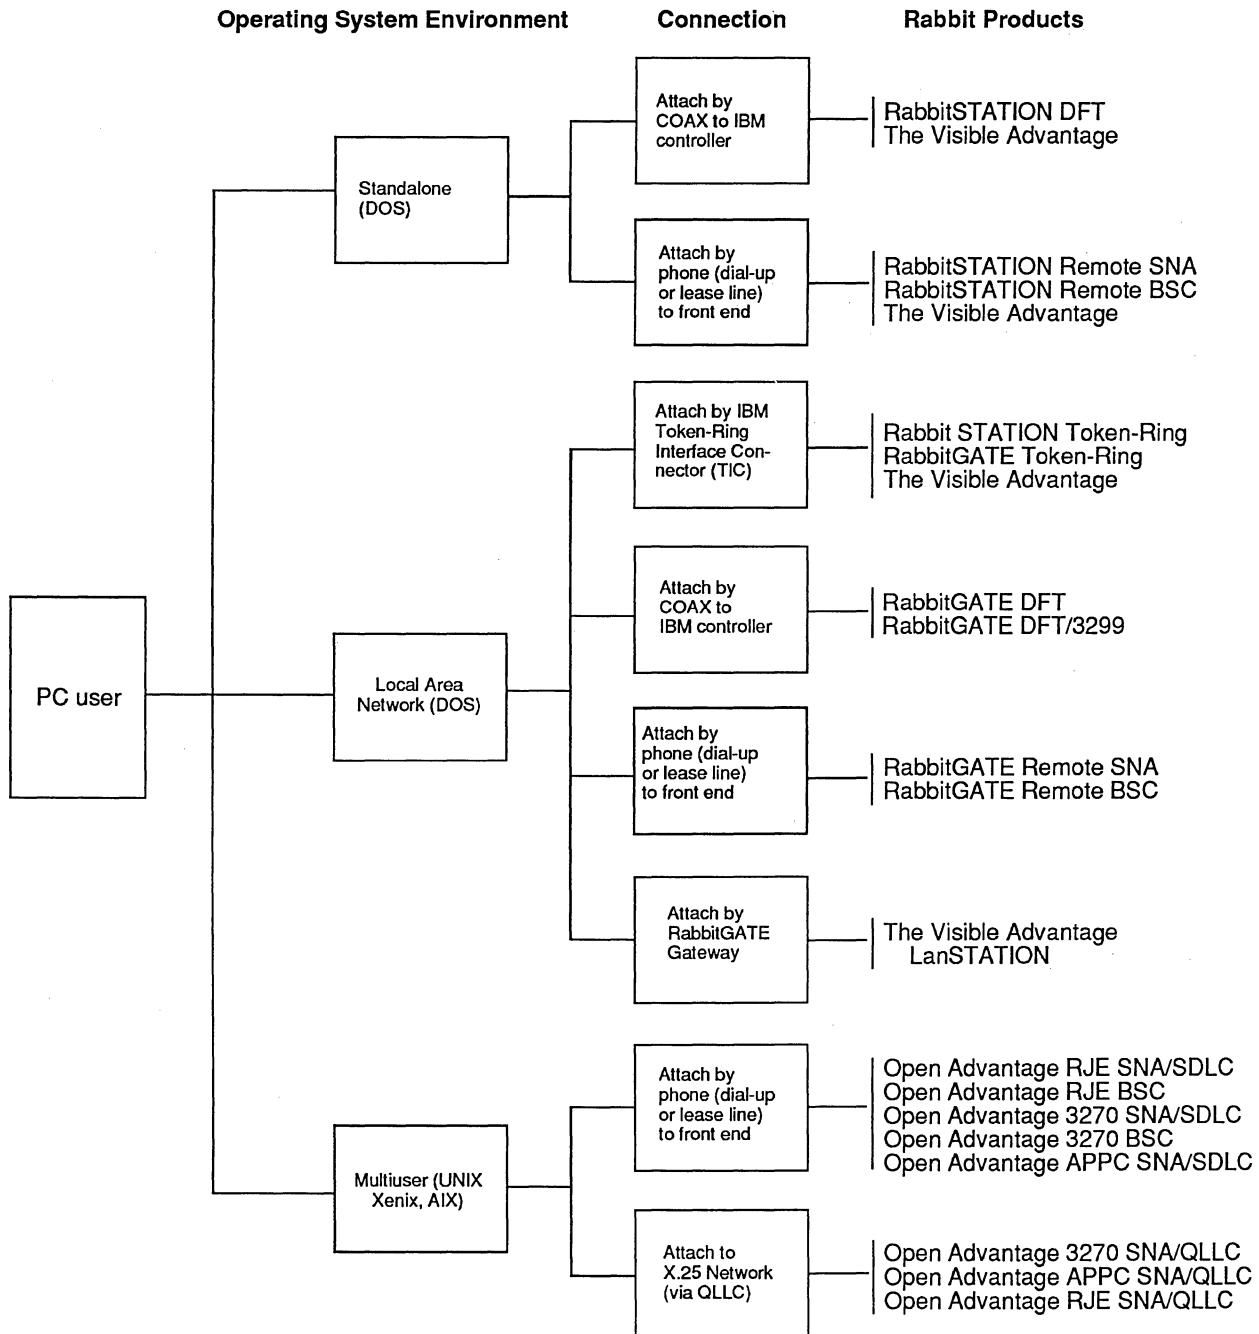 Operating System Environment
Connection
Rabbit Products
Attach by
COAX to IBM
controller
RabbitSTATION DFT
The Visible Advantage
Standalone
(DOS)
Attach by
phone (dial-up
or lease line)
to front end
RabbitSTATION Remote SNA
RabbitSTATION Remote BSC
The Visible Advantage
Attach by IBM
Token-Ring
Interface Con-
nector (TIC)
Rabbit STATION Token-Ring
RabbitGATE Token-Ring
The Visible Advantage
Attach by
COAX to
IBM controller
RabbitGATE DFT
RabbitGATE DFT/3299
PC user
Local Area
Network (DOS)
Attach by
phone (dial-up
or lease line)
to front end
RabbitGATE Remote SNA
RabbitGATE Remote BSC
Attach by
RabbitGATE
Gateway
The Visible Advantage
LanSTATION
Attach by
phone (dial-up
or lease line)
to front end
Open Advantage RJE SNA/SDLC
Open Advantage RJE BSC
Open Advantage 3270 SNA/SDLC
Open Advantage 3270 BSC
Open Advantage APPC SNA/SDLC
Multiuser (UNIX
Xenix, AIX)
Attach to
X.25 Network
(via QLLC)
Open Advantage 3270 SNA/QLLC
Open Advantage APPC SNA/QLLC
Open Advantage RJE SNA/QLLC